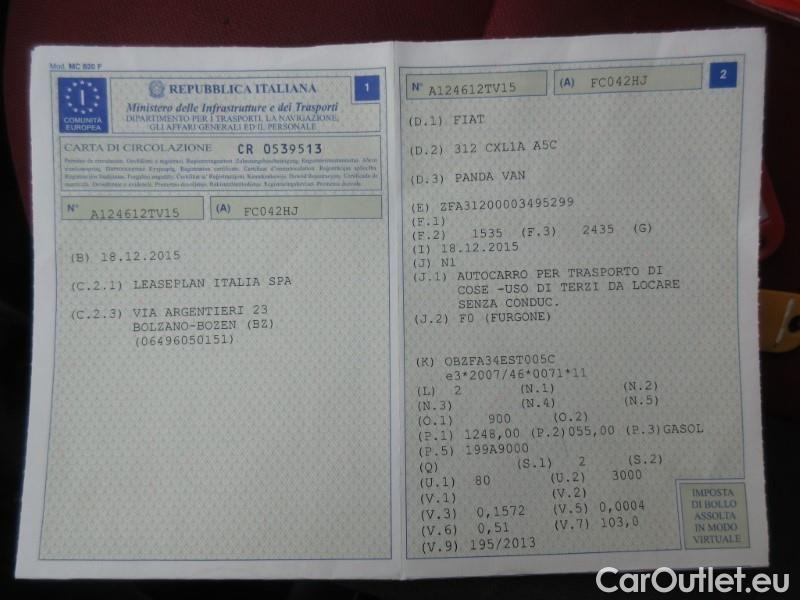 Mod. MC 820 F
COMUNITÀ EUROPEA
REPUBBLICA ITALIANA
1
Ministero delle Infrastrutture e dei Trasporti
DIPARTIMENTO PER I TRASPORTI, LA NAVIGAZIONE,
GLI AFFARI GENERALI ED IL PERSONALE
CARTA DI CIRCOLAZIONE CR 0539513
N° A124612TV15 (A) FC042HJ
(B) 18.12.2015
(C.2.1) LEASEPLAN ITALIA SPA
(C.2.3) VIA ARGENTIERI 23
BOLZANO-BOZEN (BZ)
(06496050151)
N° A124612TV15 (A) FC042HJ 2
(D.1) FIAT
(D.2) 312 CXL1A A5C
(D.3) PANDA VAN
(E) ZFA31200003495299
(F.1)
(F.2) 1535 (F.3) 2435 (G)
(I) 18.12.2015
(J) N1
(J.1) AUTOCARRO PER TRASPORTO DI
COSE -USO DI TERZI DA LOCARE
SENZA CONDUC.
(J.2) F0 (FURGONE)
(K) OBZFA34EST005C
e3*2007/46*0071*11
(L) 2 (N.1) (N.2)
(N.3) (N.4) (N.5)
(O.1) 900 (O.2)
(P.1) 1248,00 (P.2)055,00 (P.3)GASOL
(P.5) 199A9000
(Q) (S.1) 2 (S.2)
(U.1) 80 (U.2) 3000
(V.1) (V.2)
(V.3) 0,1572 (V.5) 0,0004
(V.6) 0,51 (V.7) 103,0
(V.9) 195/2013
IMPOSTA
DI BOLLO
ASSOLTA
IN MODO
VIRTUALE
CarOutlet.eu